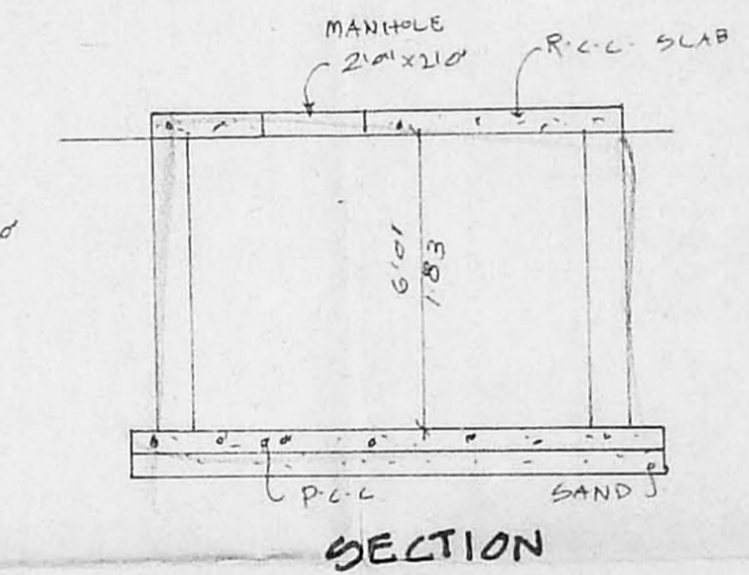 MANHOLE
2'0"x2'0"
R.C.C. SLAB
6'0"
1.83
P.C.C
SAND
SECTION